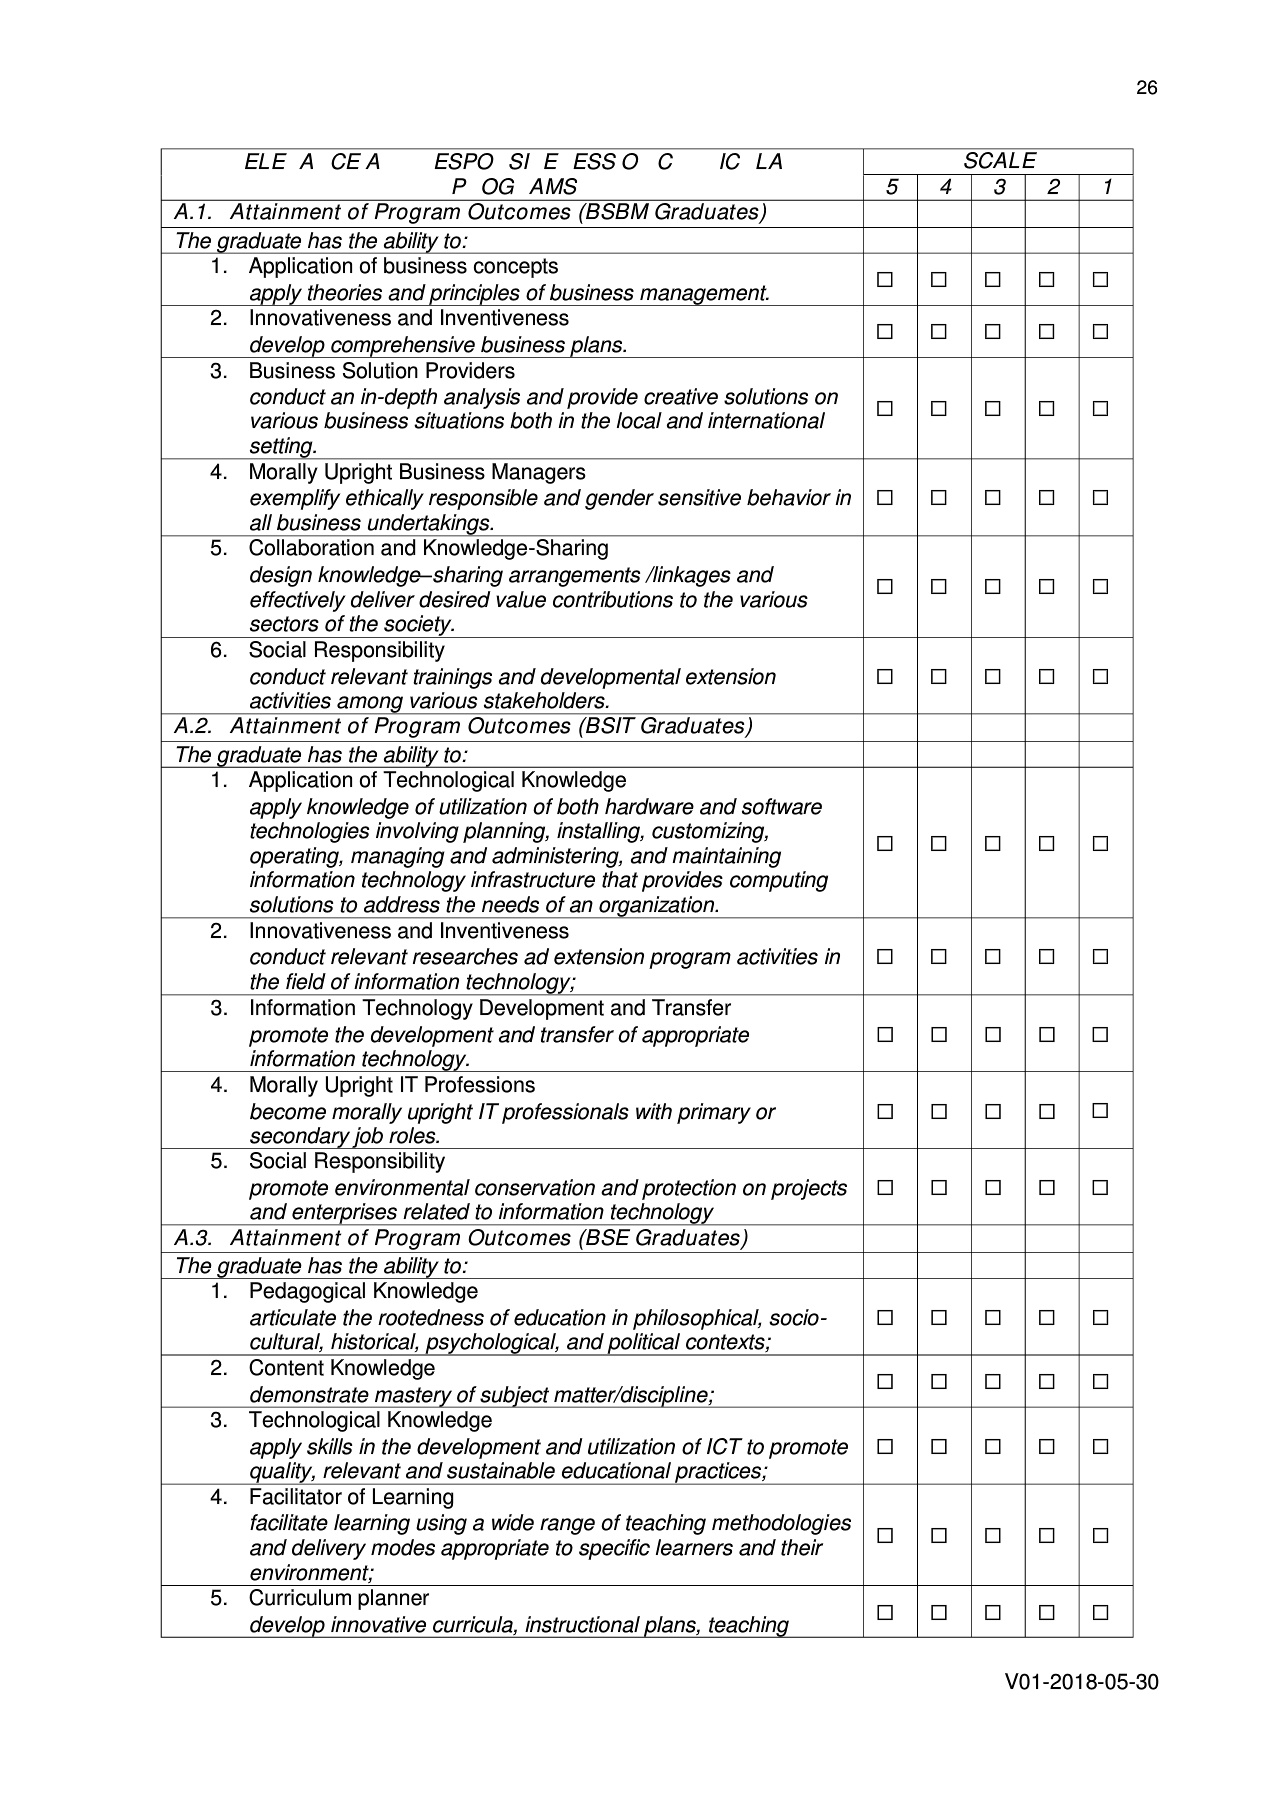 26
ELE A CE A ESPO SI E ESS O C IC LA SCALE
P OG AMS 5 4 3 2 1
A.1. Attainment of Program Outcomes (BSBM Graduates)
The graduate has the ability to:
1. Application of business concepts
apply theories and principles of business management.
☐ ☐ ☐ ☐ ☐
2. Innovativeness and Inventiveness
develop comprehensive business plans.
☐ ☐ ☐ ☐ ☐
3. Business Solution Providers
conduct an in-depth analysis and provide creative solutions on
various business situations both in the local and international
setting.
☐ ☐ ☐ ☐ ☐
4. Morally Upright Business Managers
exemplify ethically responsible and gender sensitive behavior in
all business undertakings.
☐ ☐ ☐ ☐ ☐
5. Collaboration and Knowledge-Sharing
design knowledge–sharing arrangements /linkages and
effectively deliver desired value contributions to the various
sectors of the society.
☐ ☐ ☐ ☐ ☐
6. Social Responsibility
conduct relevant trainings and developmental extension
activities among various stakeholders.
☐ ☐ ☐ ☐ ☐
A.2. Attainment of Program Outcomes (BSIT Graduates)
The graduate has the ability to:
1. Application of Technological Knowledge
apply knowledge of utilization of both hardware and software
technologies involving planning, installing, customizing,
operating, managing and administering, and maintaining
information technology infrastructure that provides computing
solutions to address the needs of an organization.
☐ ☐ ☐ ☐ ☐
2. Innovativeness and Inventiveness
conduct relevant researches ad extension program activities in
the field of information technology;
☐ ☐ ☐ ☐ ☐
3. Information Technology Development and Transfer
promote the development and transfer of appropriate
information technology.
☐ ☐ ☐ ☐ ☐
4. Morally Upright IT Professions
become morally upright IT professionals with primary or
secondary job roles.
☐ ☐ ☐ ☐ ☐
5. Social Responsibility
promote environmental conservation and protection on projects
and enterprises related to information technology
☐ ☐ ☐ ☐ ☐
A.3. Attainment of Program Outcomes (BSE Graduates)
The graduate has the ability to:
1. Pedagogical Knowledge
articulate the rootedness of education in philosophical, socio-
cultural, historical, psychological, and political contexts;
☐ ☐ ☐ ☐ ☐
2. Content Knowledge
demonstrate mastery of subject matter/discipline;
☐ ☐ ☐ ☐ ☐
3. Technological Knowledge
apply skills in the development and utilization of ICT to promote
quality, relevant and sustainable educational practices;
☐ ☐ ☐ ☐ ☐
4. Facilitator of Learning
facilitate learning using a wide range of teaching methodologies
and delivery modes appropriate to specific learners and their
environment;
☐ ☐ ☐ ☐ ☐
5. Curriculum planner
develop innovative curricula, instructional plans, teaching
☐ ☐ ☐ ☐ ☐
V01-2018-05-30